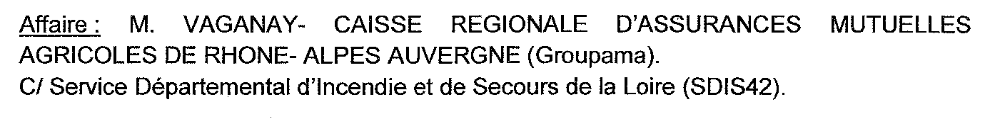 Affaire : M. VAGANAY- CAISSE REGIONALE D'ASSURANCES MUTUELLES
AGRICOLES DE RHONE- ALPES AUVERGNE (Groupama).
C/ Service Départemental d'Incendie et de Secours de la Loire (SDIS42).